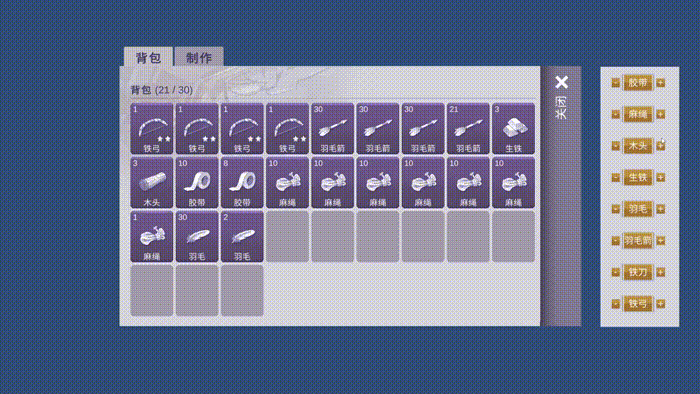 背包 制作
背包 (21 / 30)
关闭
1 1 1 1 30 30 30 21 3
铁弓 铁弓 铁弓 铁弓 羽毛箭 羽毛箭 羽毛箭 羽毛箭 生铁
3 10 8 10 10 10 10 10 10
木头 胶带 胶带 麻绳 麻绳 麻绳 麻绳 麻绳 麻绳
1 30 2
麻绳 羽毛 羽毛
- 胶带 +
- 麻绳 +
- 木头 +
- 生铁 +
- 羽毛 +
- 羽毛箭 +
- 铁刀 +
- 铁弓 +